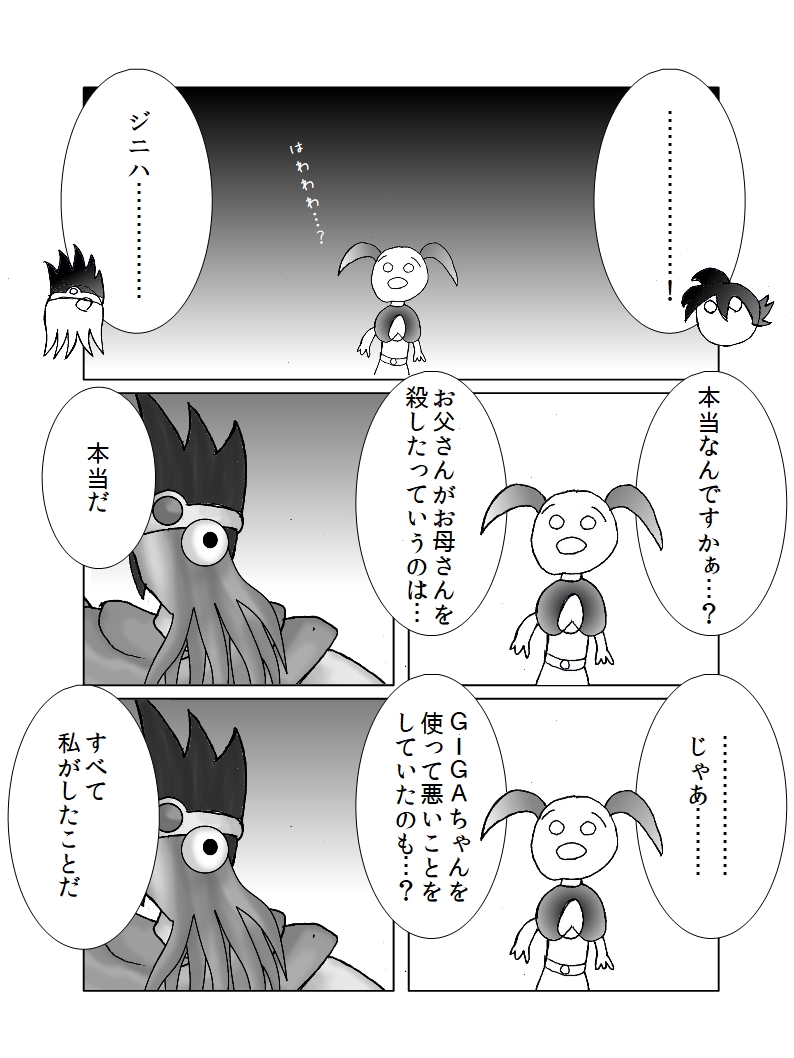 ……………………！
はわわわ…？
ジニハ……………
本当なんですかぁ…？
お父さんがお母さんを
殺したっていうのは…
本当だ
………………
じゃあ………
ＧＩＧＡちゃんを
使って悪いことを
していたのも…？
すべて
私がしたことだ